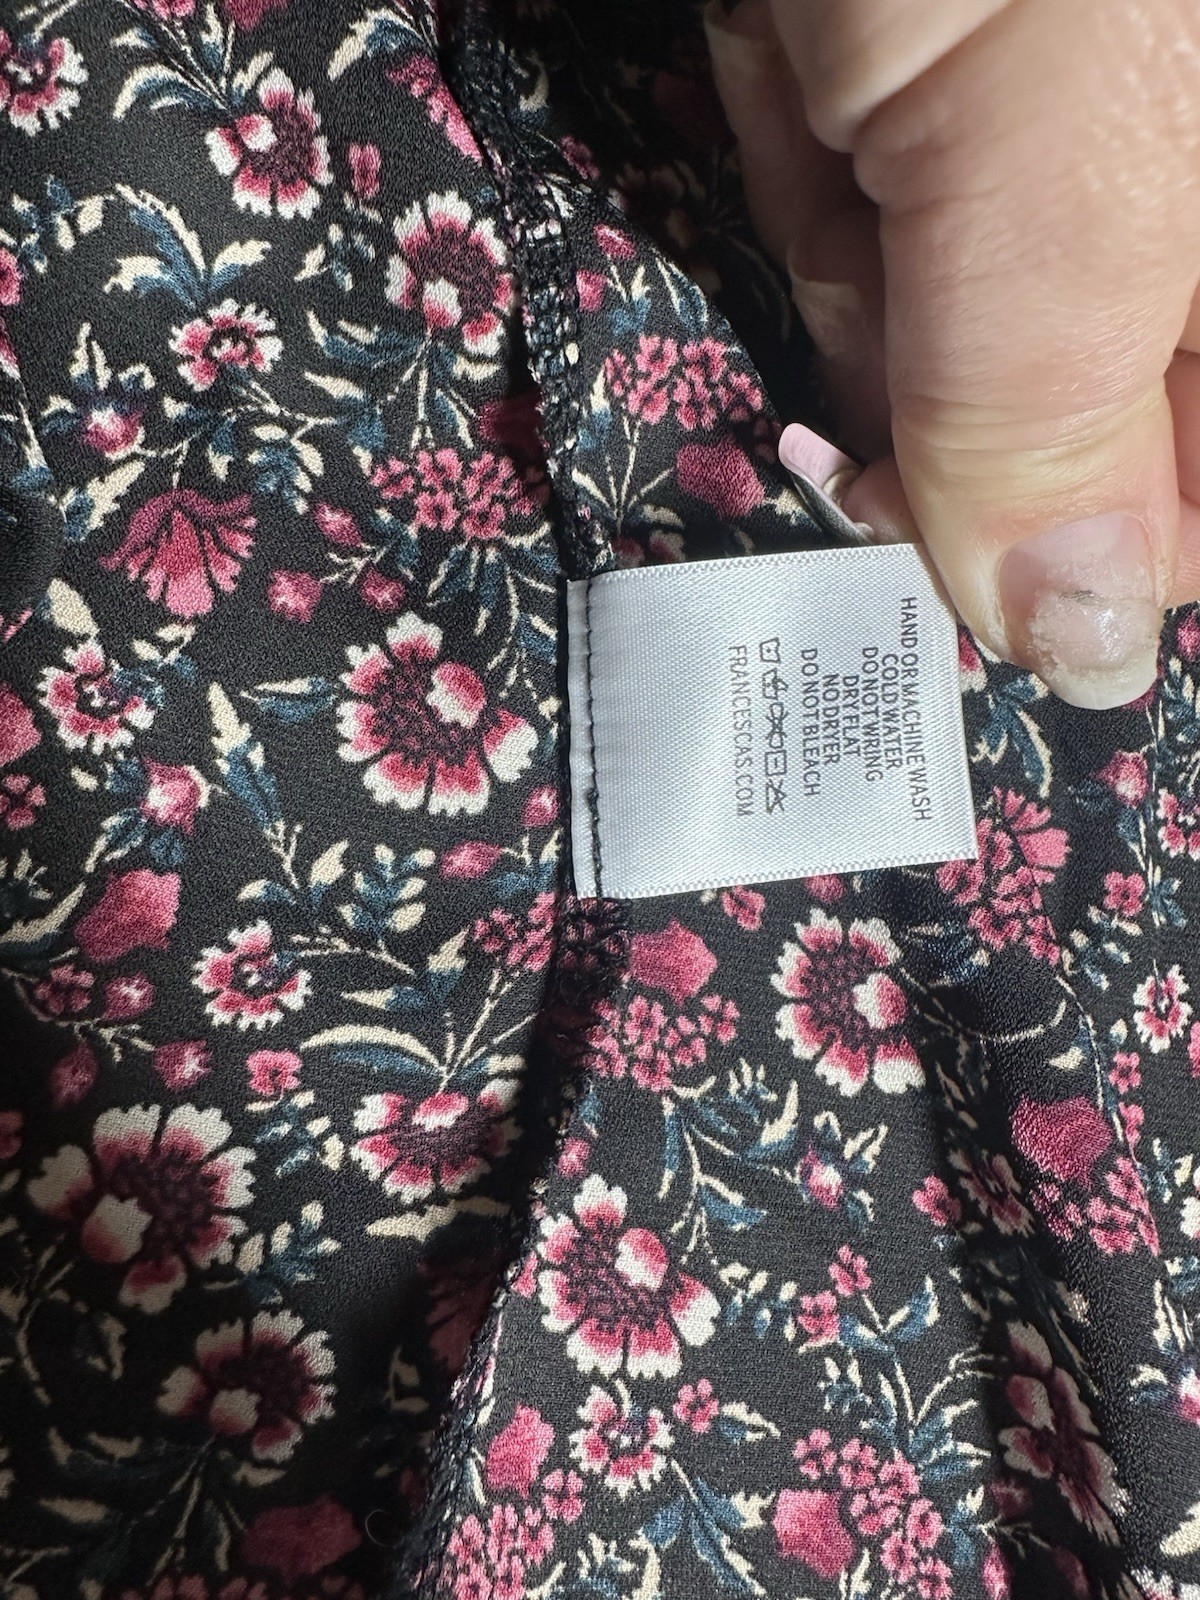 HAND OR MACHINE WASH
COLD WATER
DO NOT WRING
DRY FLAT
NO DRYER
DO NOT BLEACH
FRANCESCAS.COM